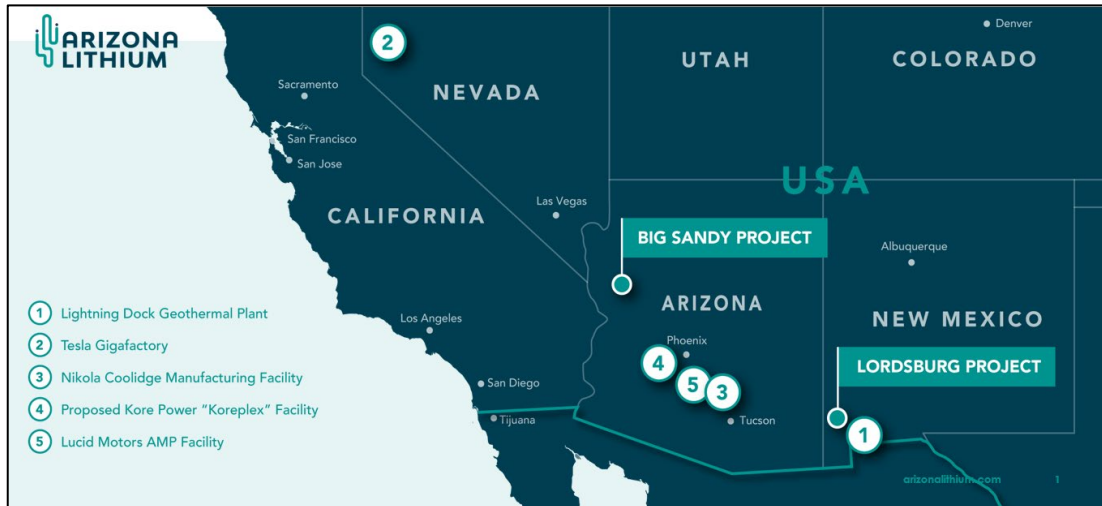 ARIZONA
LITHIUM
2
Denver
UTAH
COLORADO
NEVADA
Sacramento
San Francisco
San Jose
USA
Las Vegas
CALIFORNIA
BIG SANDY PROJECT
Albuquerque
ARIZONA
NEW MEXICO
1 Lightning Dock Geothermal Plant
Los Angeles
2 Tesla Gigafactory
Phoenix
4
LORDSBURG PROJECT
3 Nikola Coolidge Manufacturing Facility
5
3
San Diego
4 Proposed Kore Power "Koreplex" Facility
Tijuana
Tucson
1
5 Lucid Motors AMP Facility
arizonalithium.com 1